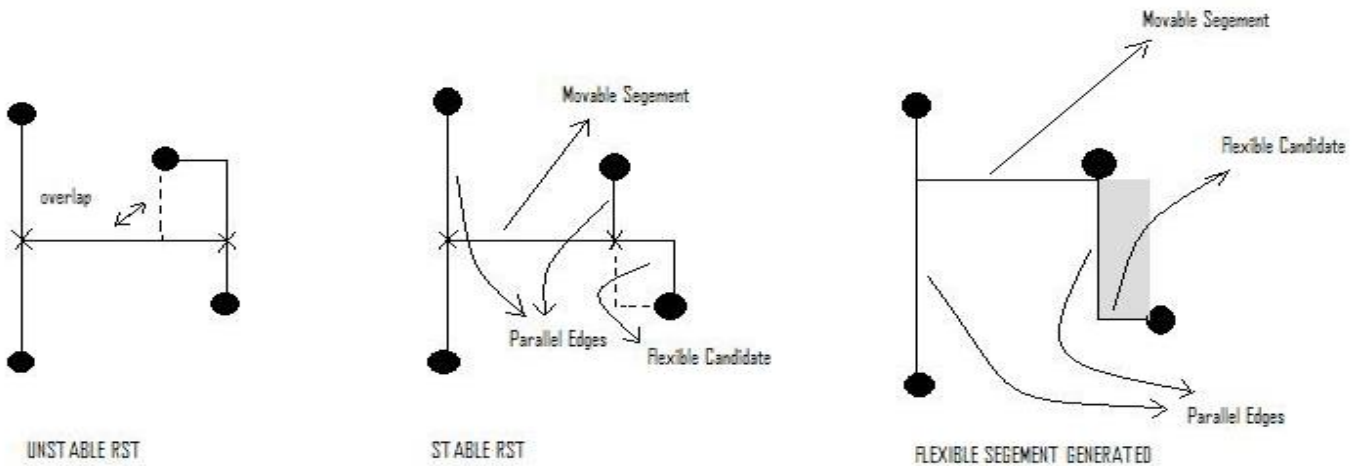 overlap
UNSTABLE RST
Movable Segement
Parallel Edges
Flexible Candidate
STABLE RST
Movable Segement
Flexible Candidate
Parallel Edges
FLEXIBLE SEGEMENT GENERATED